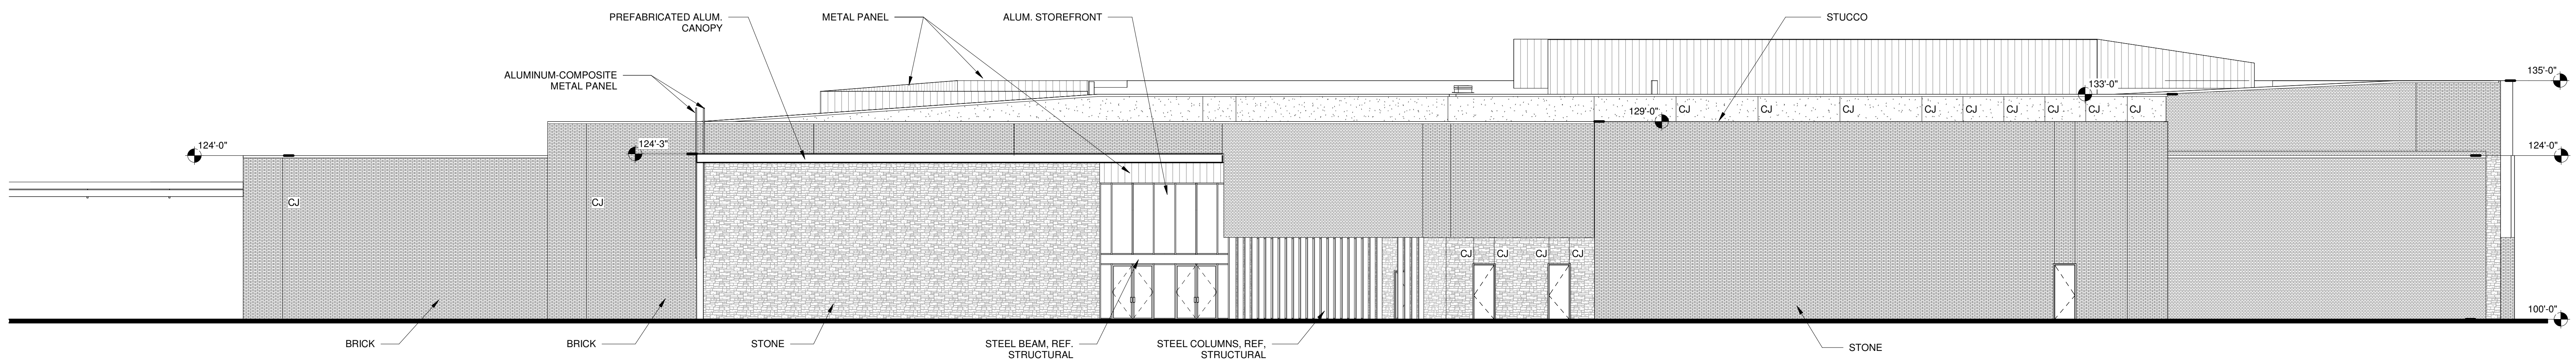 PREFABRICATED ALUM.
CANOPY
METAL PANEL
ALUM. STOREFRONT
STUCCO
ALUMINUM-COMPOSITE
METAL PANEL
135'-0"
133'-0"
129'-0"
CJ
CJ
CJ
CJ
CJ
CJ
CJ
CJ
CJ
124'-0"
124'-3"
124'-0"
CJ
CJ
CJ
CJ
CJ
CJ
100'-0"
BRICK
BRICK
STONE
STEEL BEAM, REF.
STRUCTURAL
STEEL COLUMNS, REF,
STRUCTURAL
STONE